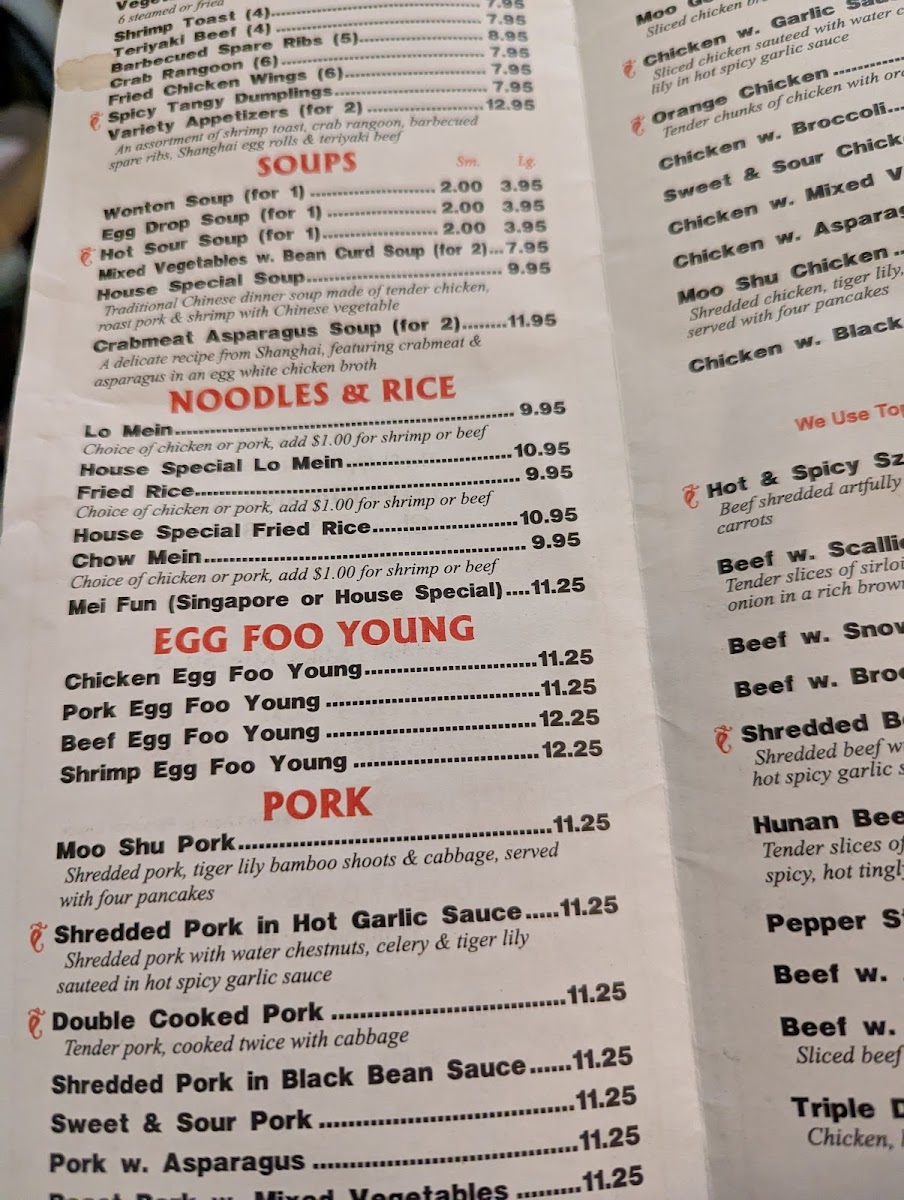 6 steamed or fried
7.95
Shrimp Toast (4) 7.95
Teriyaki Beef (4) 8.95
Barbecued Spare Ribs (5) 7.95
Crab Rangoon (6) 7.95
Fried Chicken Wings (6) 7.95
Spicy Tangy Dumplings
Variety Appetizers (for 2) 12.95
An assortment of shrimp toast, crab rangoon, barbecued
spare ribs, Shanghai egg rolls & teriyaki beef
SOUPS Sm. Lg.
Wonton Soup (for 1) 2.00 3.95
Egg Drop Soup (for 1) 2.00 3.95
Hot Sour Soup (for 1) 2.00 3.95
Mixed Vegetables w. Bean Curd Soup (for 2)...7.95
House Special Soup 9.95
Traditional Chinese dinner soup made of tender chicken,
roast pork & shrimp with Chinese vegetable
Crabmeat Asparagus Soup (for 2)........11.95
A delicate recipe from Shanghai, featuring crabmeat &
asparagus in an egg white chicken broth
NOODLES & RICE
Lo Mein 9.95
Choice of chicken or pork, add $1.00 for shrimp or beef
House Special Lo Mein 10.95
Fried Rice 9.95
Choice of chicken or pork, add $1.00 for shrimp or beef
House Special Fried Rice 10.95
Chow Mein 9.95
Choice of chicken or pork, add $1.00 for shrimp or beef
Mei Fun (Singapore or House Special)....11.25
EGG FOO YOUNG
Chicken Egg Foo Young 11.25
Pork Egg Foo Young 11.25
Beef Egg Foo Young 12.25
Shrimp Egg Foo Young 12.25
PORK
Moo Shu Pork 11.25
Shredded pork, tiger lily bamboo shoots & cabbage, served
with four pancakes
Shredded Pork in Hot Garlic Sauce.....11.25
Shredded pork with water chestnuts, celery & tiger lily
sauteed in hot spicy garlic sauce
Double Cooked Pork 11.25
Tender pork, cooked twice with cabbage
Shredded Pork in Black Bean Sauce......11.25
Sweet & Sour Pork 11.25
Pork w. Asparagus 11.25
w. Mixed Vegetables 11.25
Moo
Sliced chicken
Chicken w. Garlic
Sliced chicken sauteed with water
lily in hot spicy garlic sauce
Orange Chicken
Tender chunks of chicken with
Chicken w. Broccoli
Sweet & Sour
Chicken w. Mixed
Chicken w.
Moo Shu Chicken
Shredded chicken, tiger lily,
served with four pancakes
Chicken w. Black
We Use
Hot & Spicy
Beef shredded artfully
carrots
Beef w.
Tender slices of
onion in a rich
Beef w.
Beef w.
Shredded
Shredded beef
hot spicy garlic
Hunan
Tender slices
spicy, hot
Pepper
Beef w.
Beef w.
Sliced beef
Triple
Chicken,